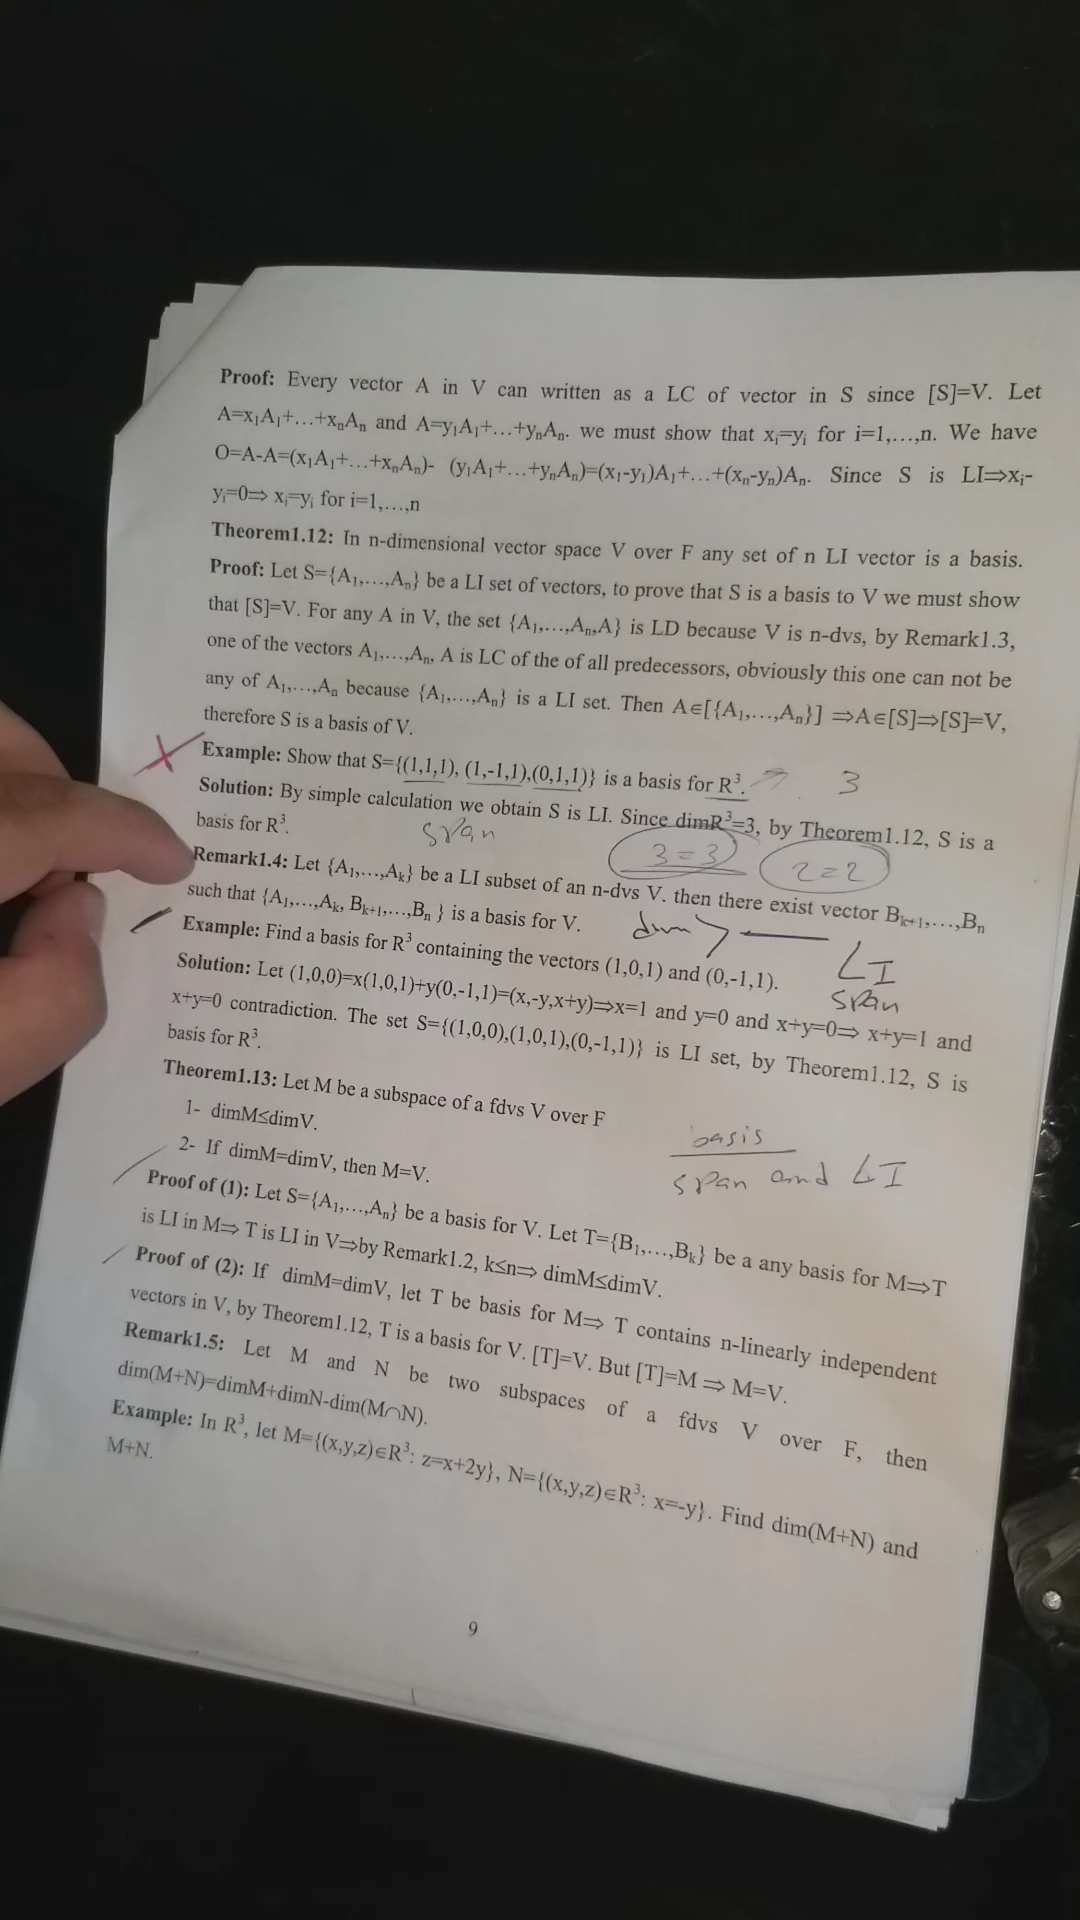 Proof: Every vector A in V can written as a LC of vector in S since [S]=V. Let
A=x₁A₁+…+xₙAₙ and A=y₁A₁+…+yₙAₙ. we must show that xᵢ=yᵢ for i=1,…,n. We have
O=A-A=(x₁A₁+…+xₙAₙ)- (y₁A₁+…+yₙAₙ)=(x₁-y₁)A₁+…+(xₙ-yₙ)Aₙ. Since S is LI⇒xᵢ-
yᵢ=0⇒ xᵢ=yᵢ for i=1,…,n
Theorem1.12: In n-dimensional vector space V over F any set of n LI vector is a basis.
Proof: Let S={A₁,…,Aₙ} be a LI set of vectors, to prove that S is a basis to V we must show
that [S]=V. For any A in V, the set {A₁,…,Aₙ,A} is LD because V is n-dvs, by Remark1.3,
one of the vectors A₁,…,Aₙ, A is LC of the of all predecessors, obviously this one can not be
any of A₁,…,Aₙ because {A₁,…,Aₙ} is a LI set. Then A∈[{A₁,…,Aₙ}] ⇒A∈[S]⇒[S]=V,
therefore S is a basis of V.
Example: Show that S={(1,1,1), (1,-1,1),(0,1,1)} is a basis for R³. 3
Solution: By simple calculation we obtain S is LI. Since dimR³=3, by Theorem1.12, S is a
basis for R³.
span
3=3
2=2
Remark1.4: Let {A₁,…,Aₖ} be a LI subset of an n-dvs V. then there exist vector Bₖ₊₁,…,Bₙ
such that {A₁,…,Aₖ, Bₖ₊₁,…,Bₙ } is a basis for V.
dim
LI
span
Example: Find a basis for R³ containing the vectors (1,0,1) and (0,-1,1).
Solution: Let (1,0,0)=x(1,0,1)+y(0,-1,1)=(x,-y,x+y)⇒x=1 and y=0 and x+y=0⇒ x+y=1 and
x+y=0 contradiction. The set S={(1,0,0),(1,0,1),(0,-1,1)} is LI set, by Theorem1.12, S is
basis for R³.
Theorem1.13: Let M be a subspace of a fdvs V over F
1- dimM≤dimV.
2- If dimM=dimV, then M=V.
basis
span and LI
Proof of (1): Let S={A₁,…,Aₙ} be a basis for V. Let T={B₁,…,Bₖ} be a any basis for M⇒T
is LI in M⇒ T is LI in V⇒by Remark1.2, k≤n⇒ dimM≤dimV.
Proof of (2): If dimM=dimV, let T be basis for M⇒ T contains n-linearly independent
vectors in V, by Theorem1.12, T is a basis for V. [T]=V. But [T]=M ⇒ M=V.
Remark1.5: Let M and N be two subspaces of a fdvs V over F, then
dim(M+N)=dimM+dimN-dim(M∩N).
Example: In R³, let M={(x,y,z)∈R³: z=x+2y}, N={(x,y,z)∈R³: x=-y}. Find dim(M+N) and
M+N.
9